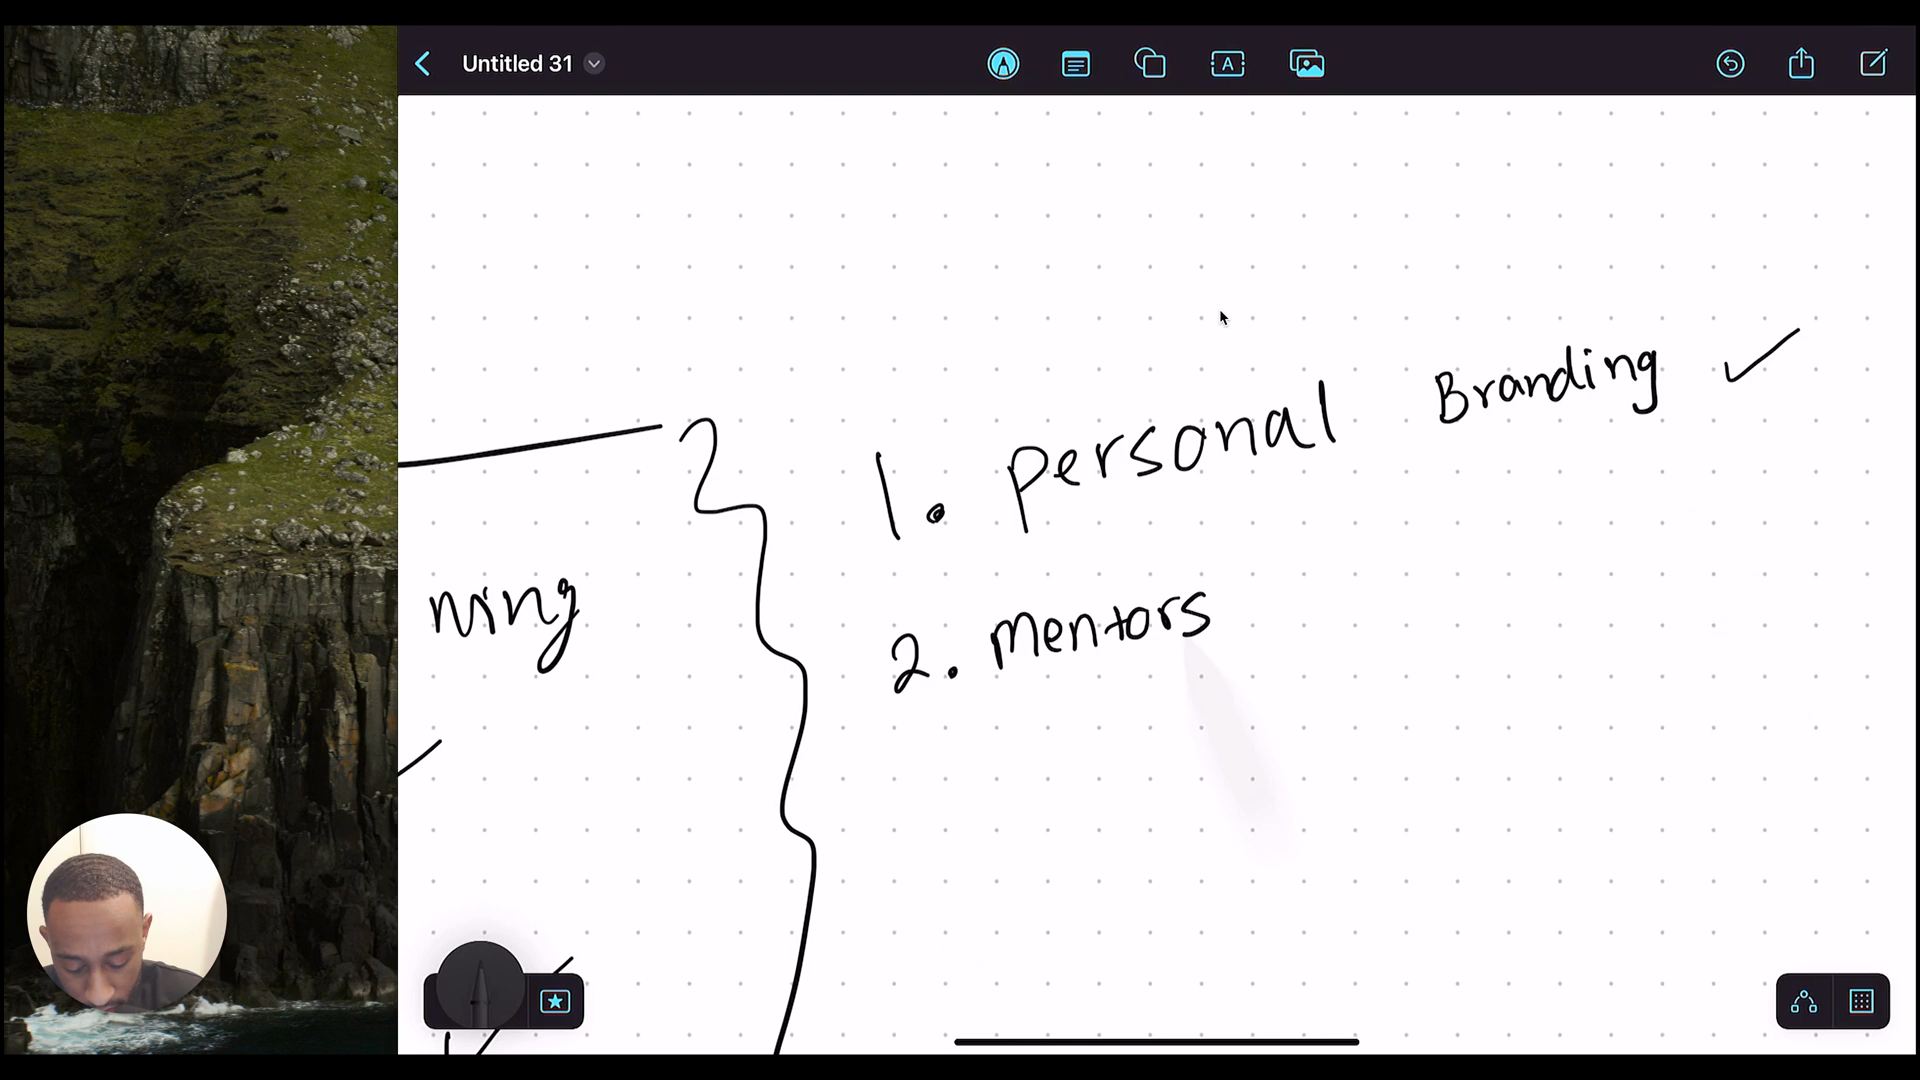 Untitled 31
1. Personal Branding
ning
2. Mentors